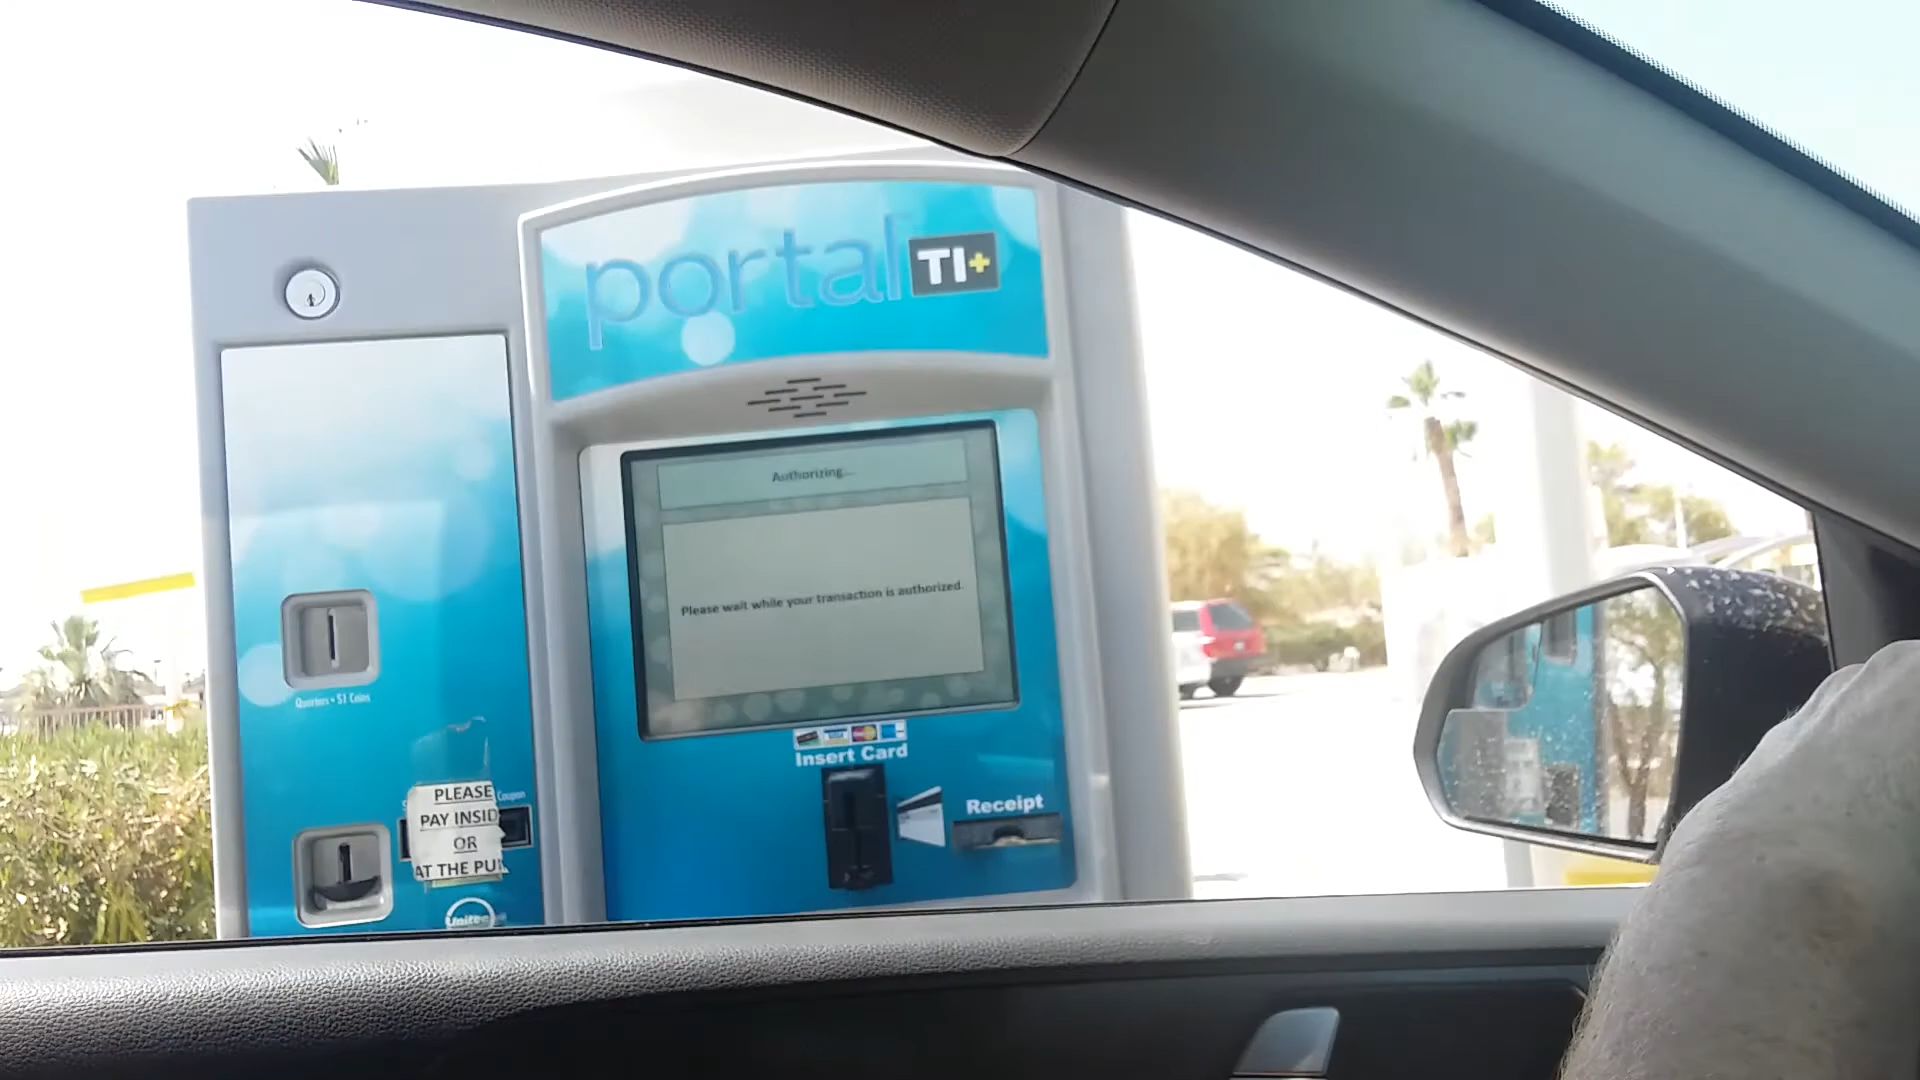 portal TI+
Authorizing...
Please wait while your transaction is authorized.
Quarters • $1 Coins
Insert Card
Receipt
Coupon
PLEASE
PAY INSID
OR
AT THE PU